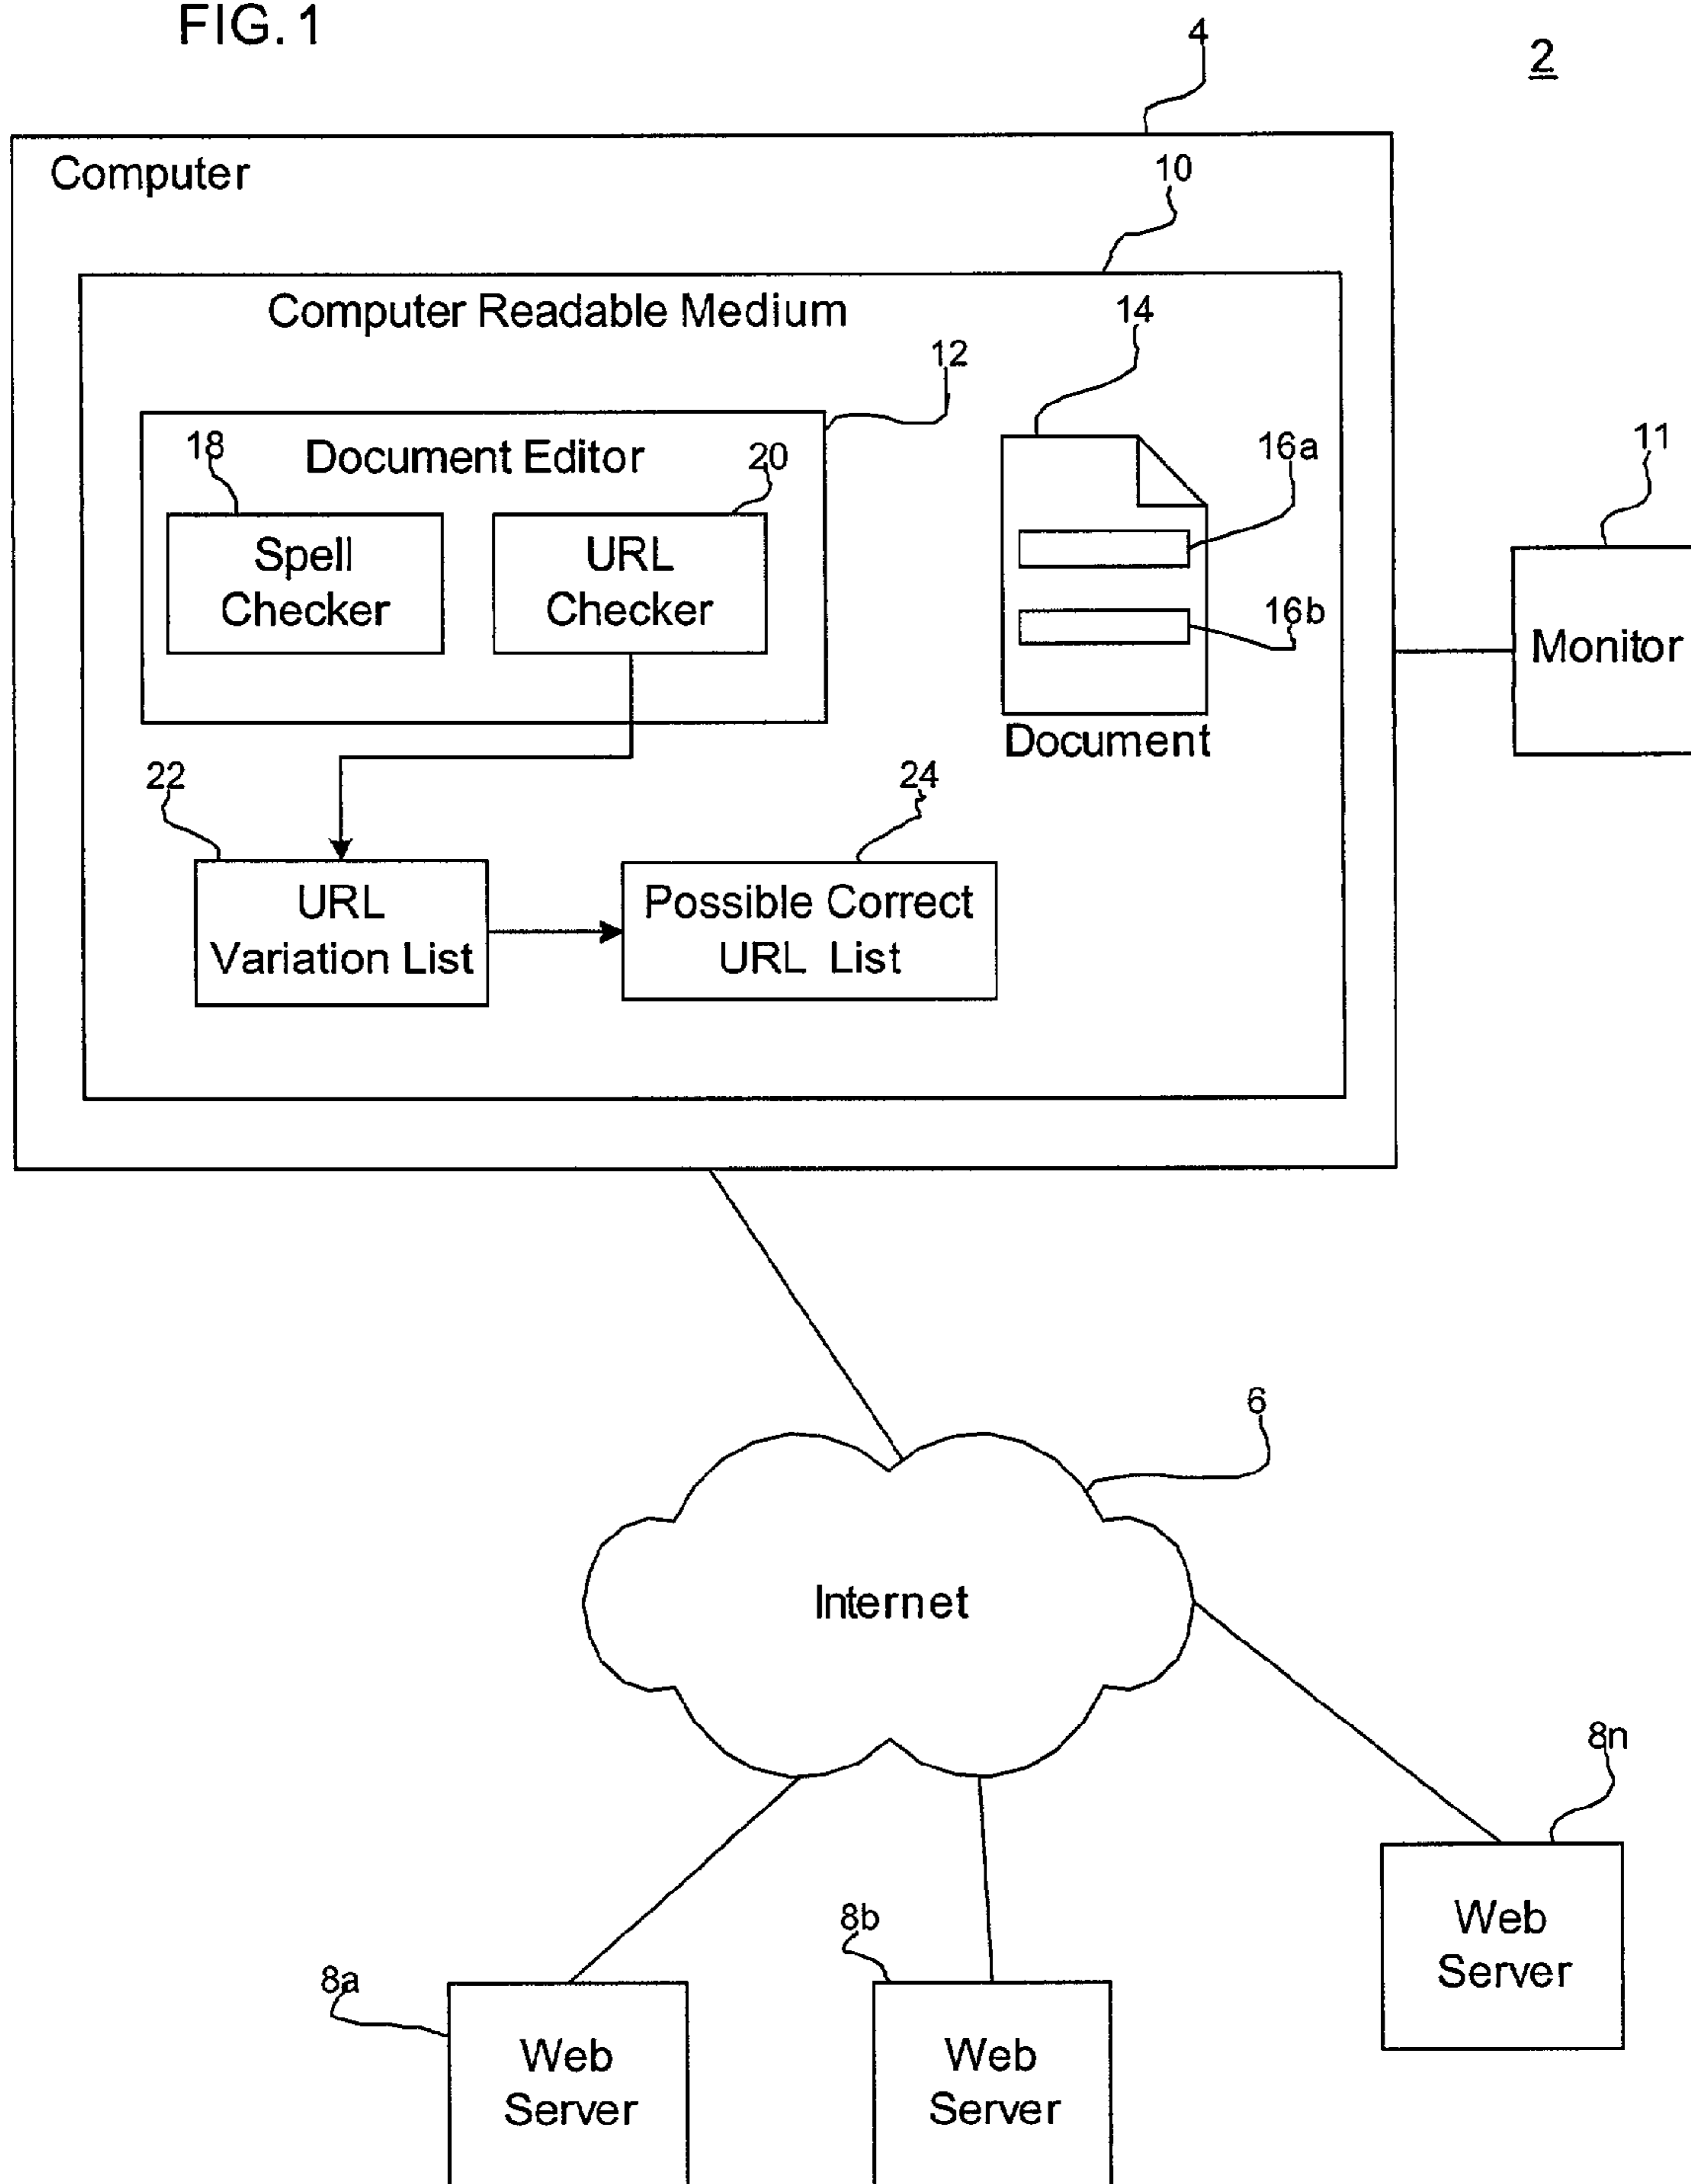 FIG. 1
4
2
Computer
10
Computer Readable Medium
14
12
18
Document Editor
20
16a
11
Spell
Checker
URL
Checker
16b
Monitor
Document
22
24
URL
Variation List
Possible Correct
URL List
6
Internet
8n
Web
Server
8b
8a
Web
Server
Web
Server